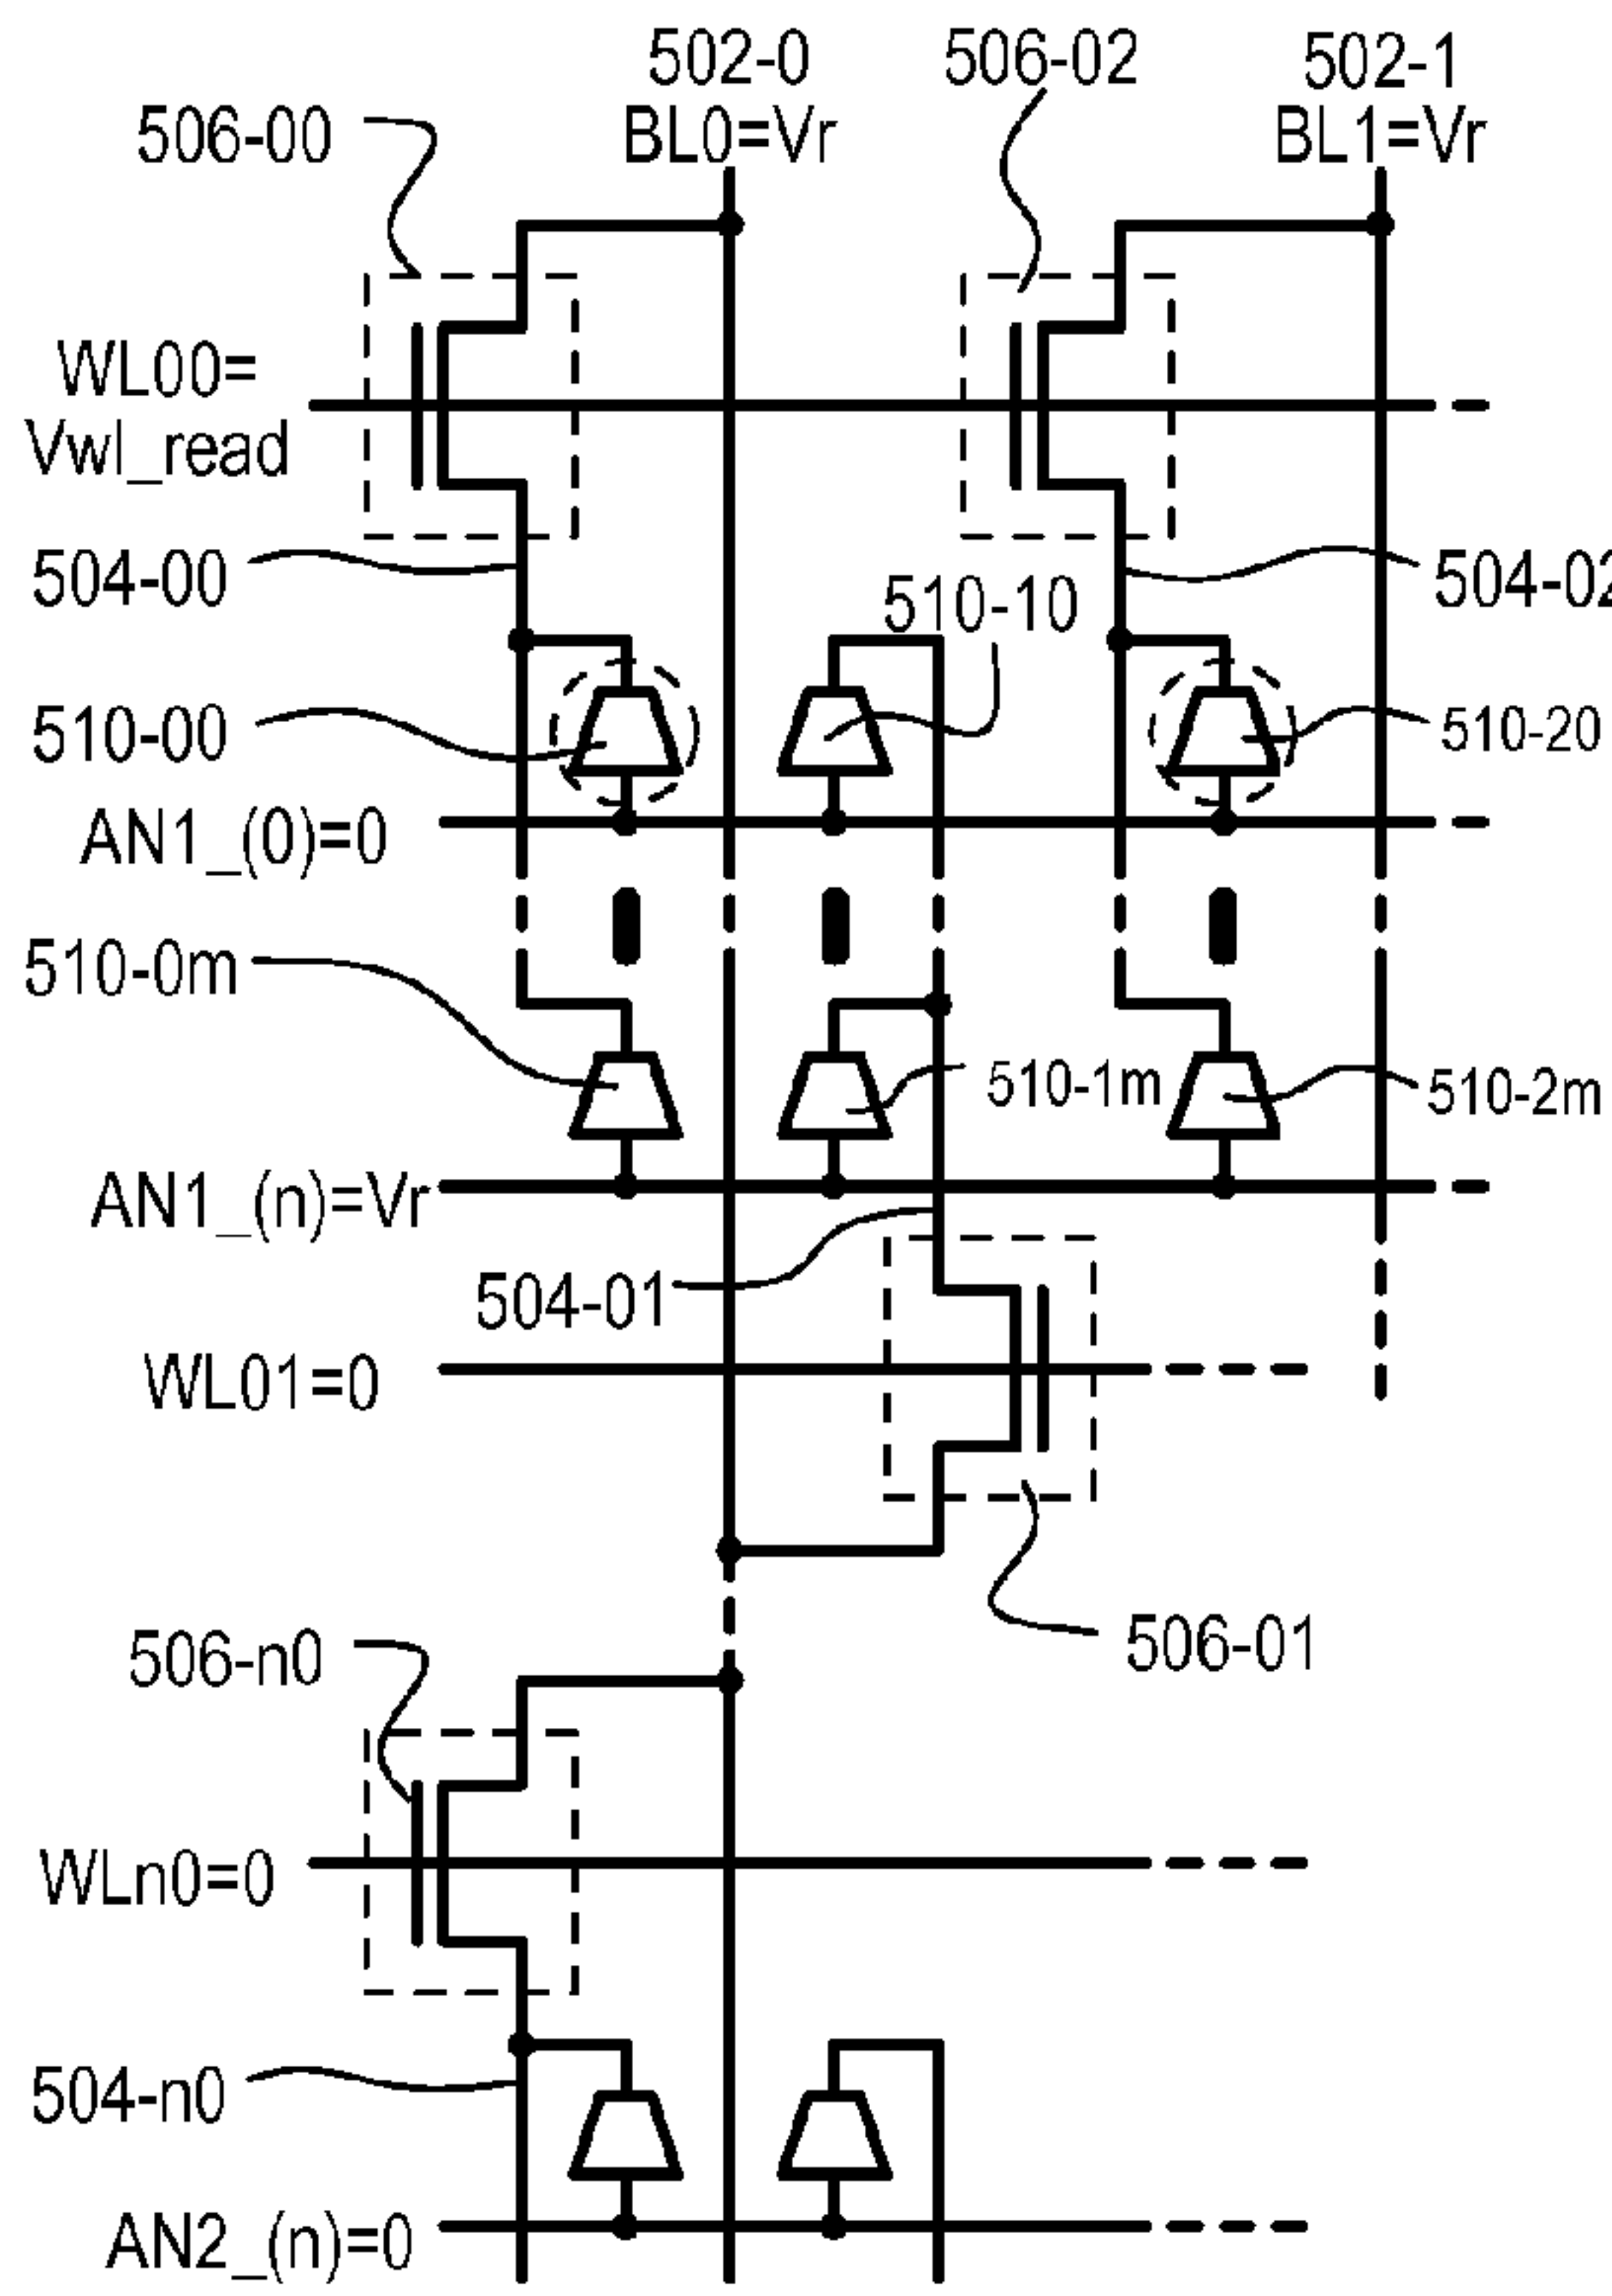 502-0
506-02
502-1
506-00
BL0=Vr
BL1=Vr
WL00=
Vwl_read
504-00
510-10
504-02
510-00
510-20
AN1_(0)=0
510-0m
510-1m
510-2m
AN1_(n)=Vr
504-01
WL01=0
506-n0
506-01
WLn0=0
504-n0
AN2_(n)=0